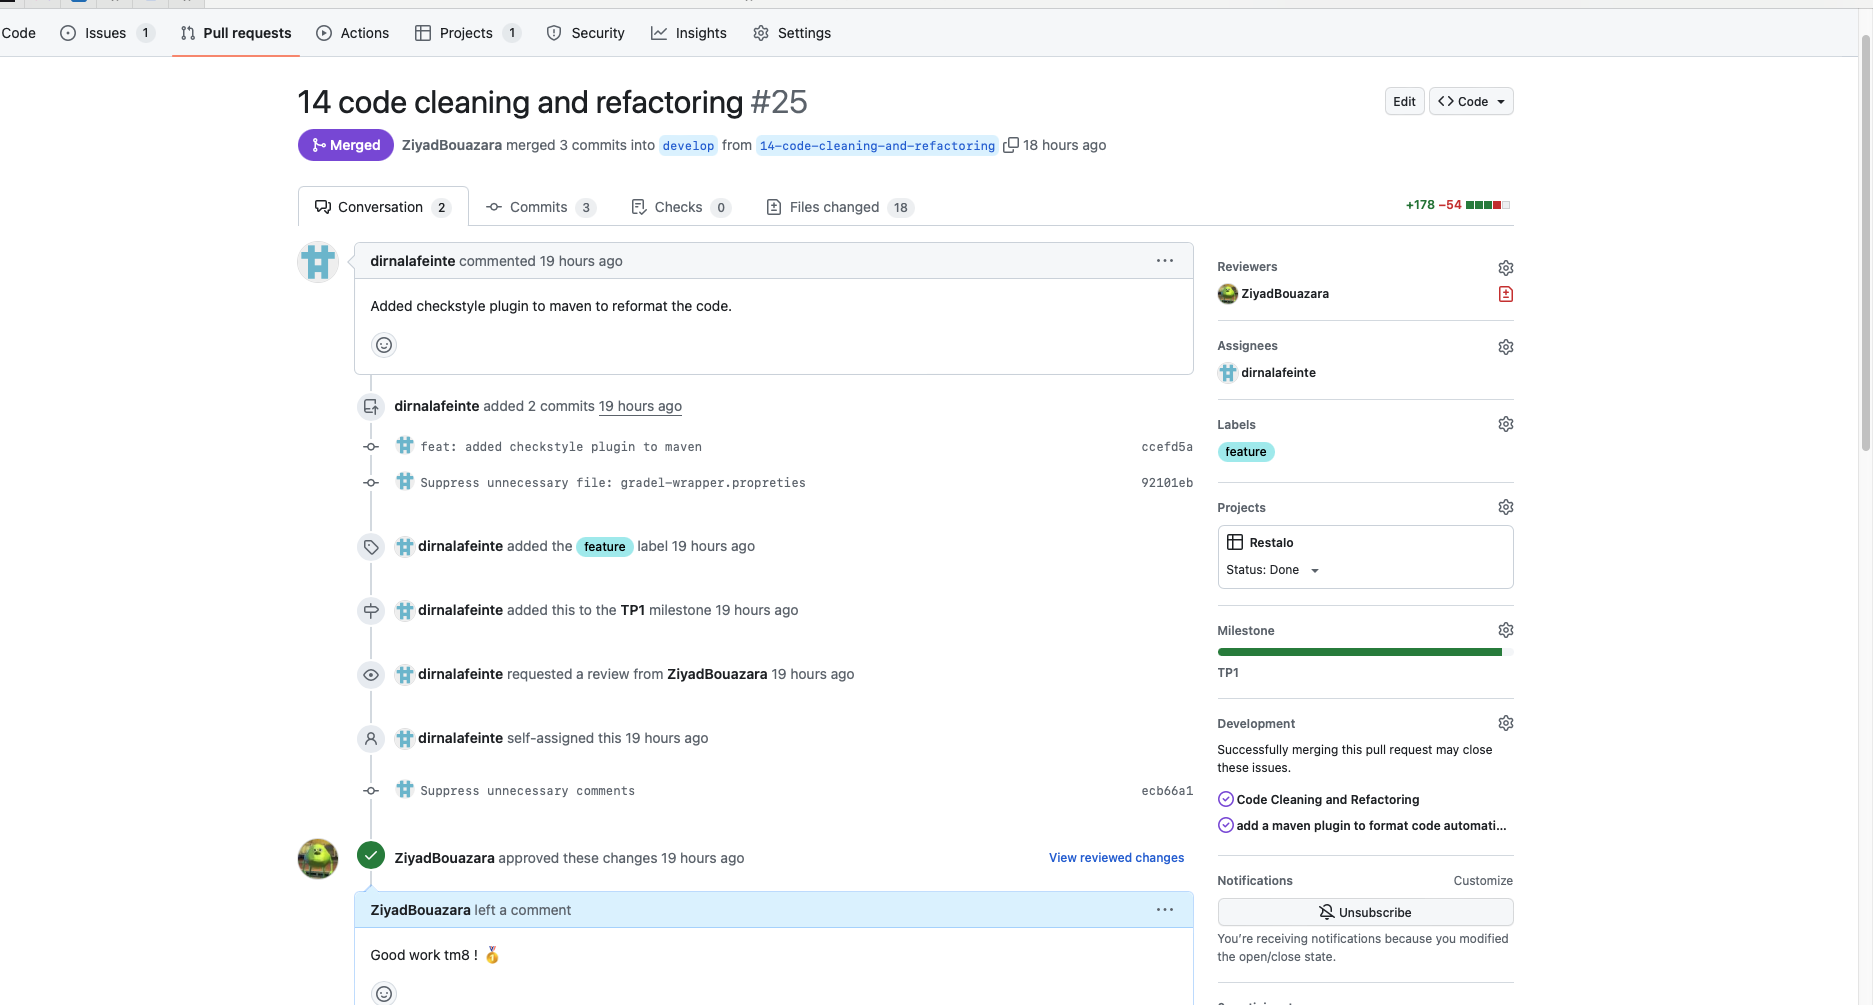 Code Issues 1 Pull requests Actions Projects 1 Security Insights Settings
14 code cleaning and refactoring #25
Edit <> Code
Merged ZiyadBouazara merged 3 commits into develop from 14-code-cleaning-and-refactoring 18 hours ago
Conversation 2 Commits 3 Checks 0 Files changed 18
+178 −54
dirnalafeinte commented 19 hours ago
Added checkstyle plugin to maven to reformat the code.
dirnalafeinte added 2 commits 19 hours ago
feat: added checkstyle plugin to maven ccefd5a
Suppress unnecessary file: gradel-wrapper.propreties 92101eb
dirnalafeinte added the feature label 19 hours ago
dirnalafeinte added this to the TP1 milestone 19 hours ago
dirnalafeinte requested a review from ZiyadBouazara 19 hours ago
dirnalafeinte self-assigned this 19 hours ago
Suppress unnecessary comments ecb66a1
ZiyadBouazara approved these changes 19 hours ago View reviewed changes
ZiyadBouazara left a comment
Good work tm8 ! 🏅
Reviewers
ZiyadBouazara
Assignees
dirnalafeinte
Labels
feature
Projects
Restalo
Status: Done
Milestone
TP1
Development
Successfully merging this pull request may close
these issues.
Code Cleaning and Refactoring
add a maven plugin to format code automati...
Notifications Customize
Unsubscribe
You're receiving notifications because you modified
the open/close state.